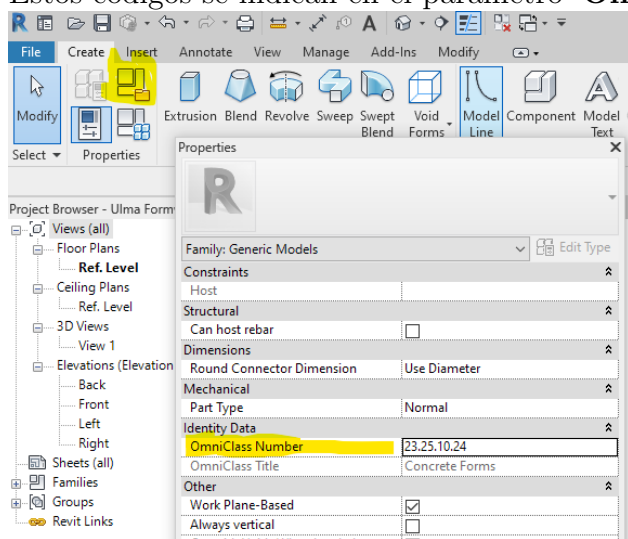 Estos códigos se indican en el parámetro
File Create Insert Annotate View Manage Add-Ins Modify
Modify Extrusion Blend Revolve Sweep Swept Blend Void Forms Model Line Component Model Text
Select Properties
Properties
Project Browser - Ulma Form
Views (all)
Floor Plans
Ref. Level
Ceiling Plans
Ref. Level
3D Views
View 1
Elevations (Elevation
Back
Front
Left
Right
Sheets (all)
Families
Groups
Revit Links
Family: Generic Models Edit Type
Constraints
Host
Structural
Can host rebar
Dimensions
Round Connector Dimension Use Diameter
Mechanical
Part Type Normal
Identity Data
OmniClass Number 23.25.10.24
OmniClass Title Concrete Forms
Other
Work Plane-Based
Always vertical